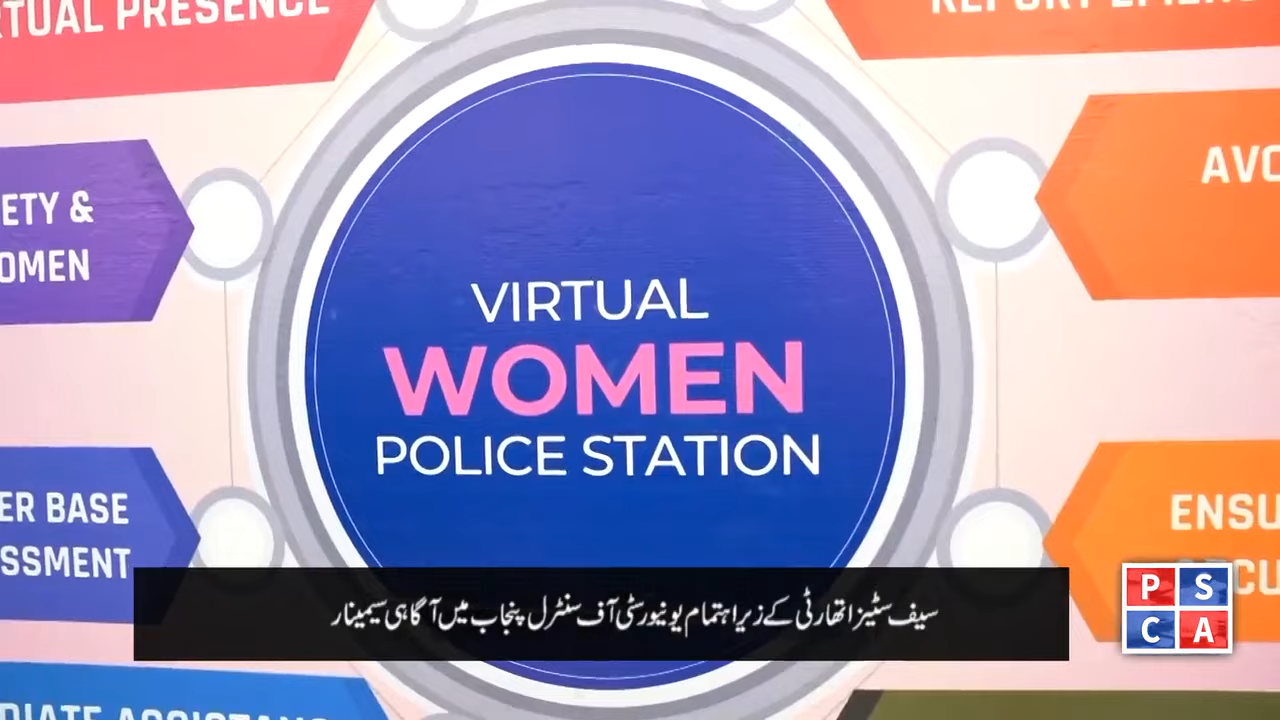 PRESENCE
ETY &
OMEN
ER BASE
SSMENT
VIRTUAL
WOMEN
POLICE STATION
AVO
ENSU
سیف سٹیز اتھارٹی کے زیر اہتمام یونیورسٹی آف سنٹرل پنجاب میں آگاہی سیمینار
P S
C A